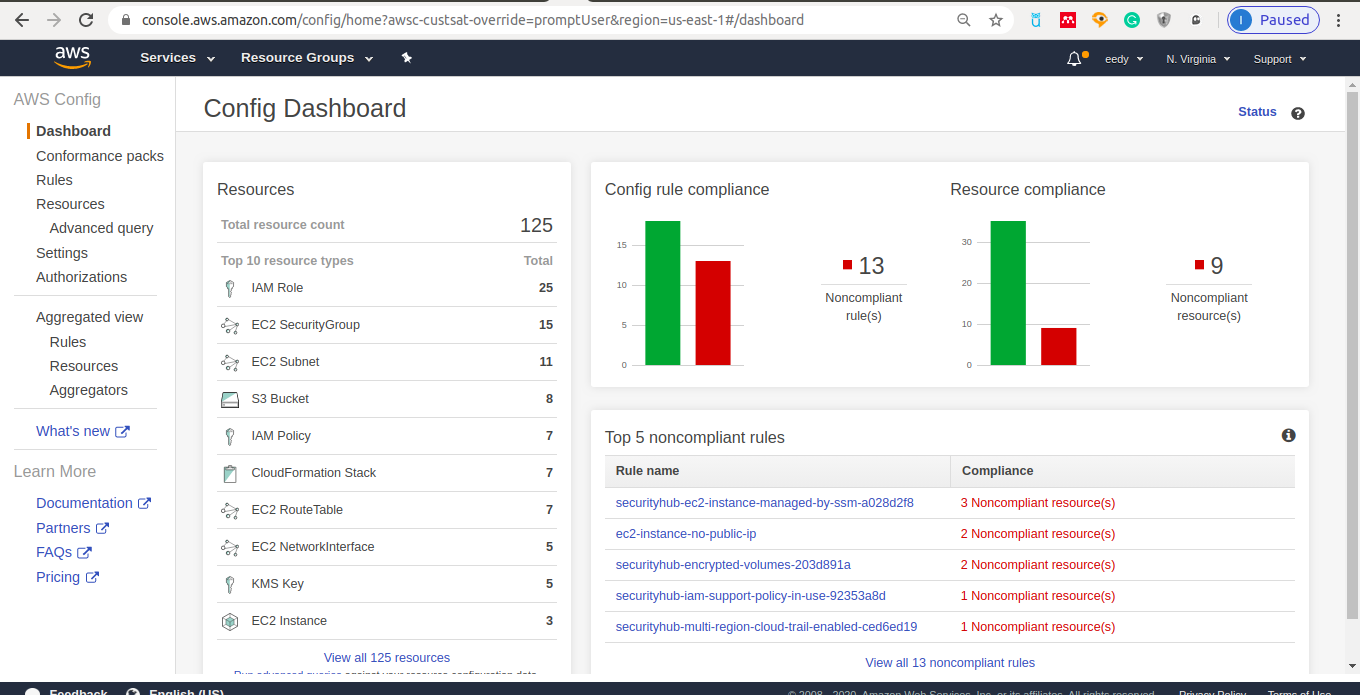 console.aws.amazon.com/config/home?awsc-custsat-override=promptUser&region=us-east-1#/dashboard
I Paused
aws Services Resource Groups eedy N. Virginia Support
AWS Config
Dashboard
Conformance packs
Rules
Resources
Advanced query
Settings
Authorizations
Aggregated view
Rules
Resources
Aggregators
What's new
Learn More
Documentation
Partners
FAQs
Pricing
Config Dashboard
Status
Resources
Total resource count 125
Top 10 resource types Total
IAM Role 25
EC2 SecurityGroup 15
EC2 Subnet 11
S3 Bucket 8
IAM Policy 7
CloudFormation Stack 7
EC2 RouteTable 7
EC2 NetworkInterface 5
KMS Key 5
EC2 Instance 3
View all 125 resources
Run advanced queries against your resource configuration data
Config rule compliance
15
10
5
0
13
Noncompliant
rule(s)
Resource compliance
30
20
10
0
9
Noncompliant
resource(s)
Top 5 noncompliant rules
Rule name Compliance
securityhub-ec2-instance-managed-by-ssm-a028d2f8 3 Noncompliant resource(s)
ec2-instance-no-public-ip 2 Noncompliant resource(s)
securityhub-encrypted-volumes-203d891a 2 Noncompliant resource(s)
securityhub-iam-support-policy-in-use-92353a8d 1 Noncompliant resource(s)
securityhub-multi-region-cloud-trail-enabled-ced6ed19 1 Noncompliant resource(s)
View all 13 noncompliant rules
Feedback English (US) © 2008 - 2020, Amazon Web Services, Inc. or its affiliates. All rights reserved. Privacy Policy Terms of Use